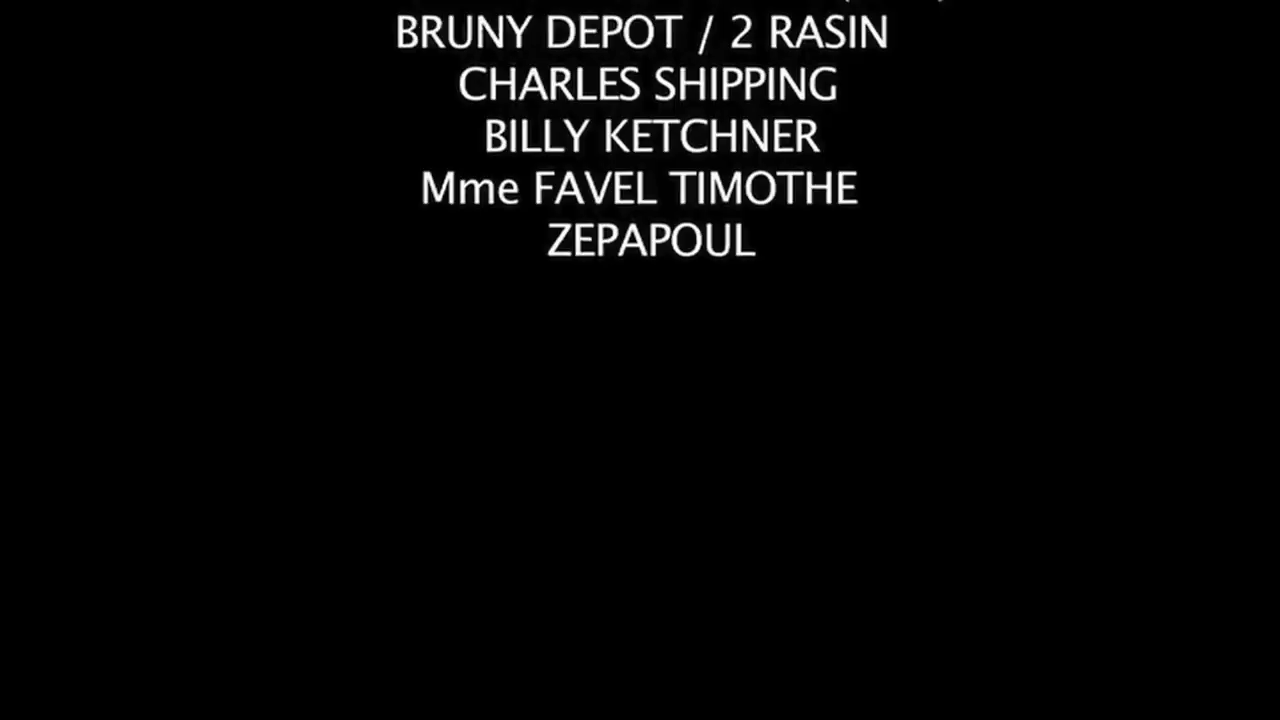 BRUNY DEPOT / 2 RASIN
CHARLES SHIPPING
BILLY KETCHNER
Mme FAVEL TIMOTHE
ZEPAPOUL